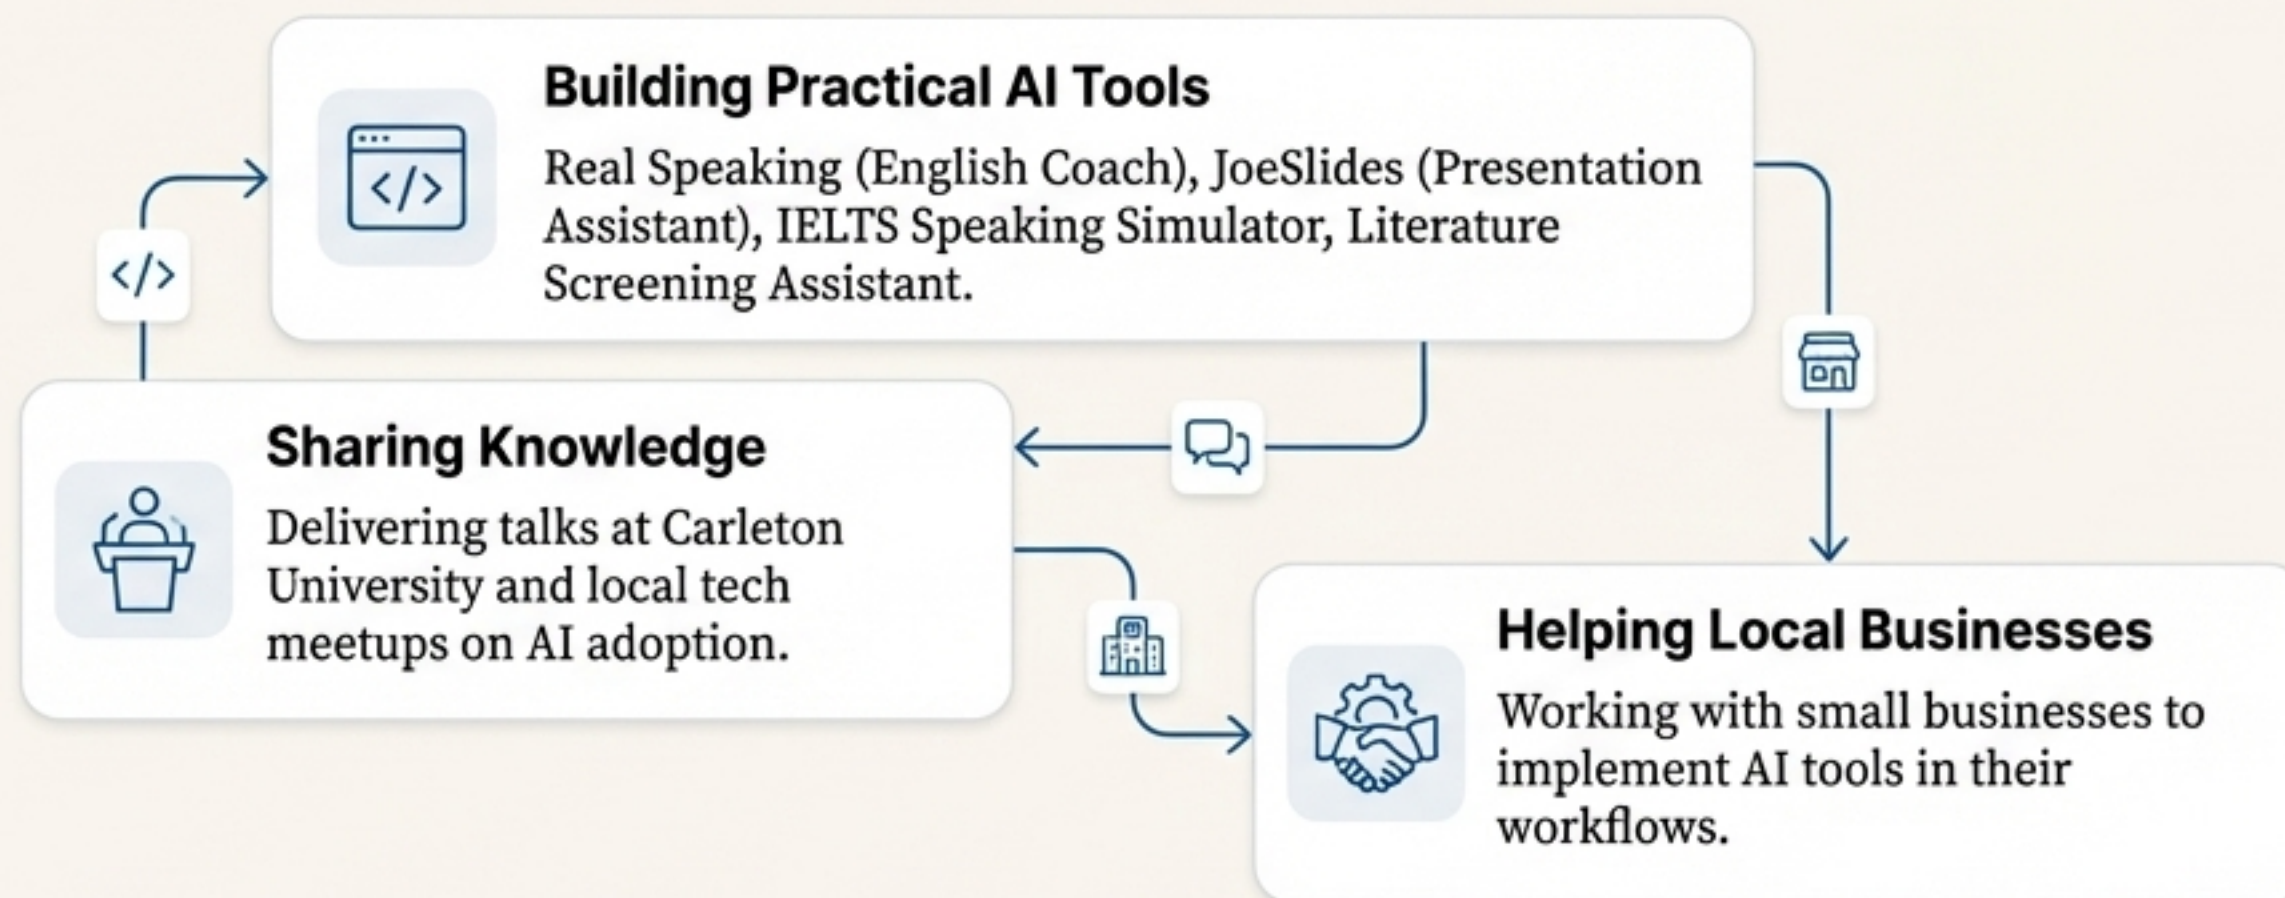 Building Practical AI Tools
Real Speaking (English Coach), JoeSlides (Presentation
Assistant), IELTS Speaking Simulator, Literature
Screening Assistant.
</>
</>
Sharing Knowledge
Delivering talks at Carleton
University and local tech
meetups on AI adoption.
Helping Local Businesses
Working with small businesses to
implement AI tools in their
workflows.